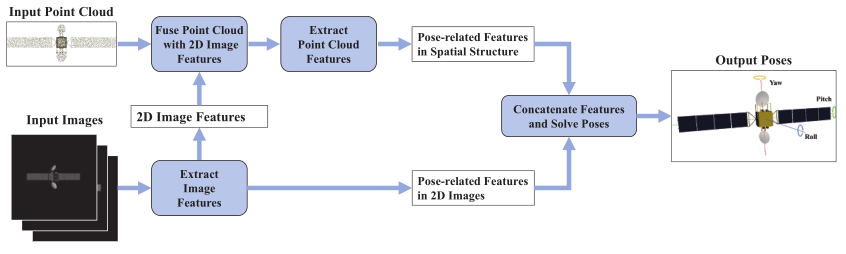 Input Point Cloud
Fuse Point Cloud
with 2D Image
Features
Extract
Point Cloud
Features
Pose-related Features
in Spatial Structure
Output Poses
Yaw
Pitch
Roll
Concatenate Features
and Solve Poses
2D Image Features
Input Images
Extract
Image
Features
Pose-related Features
in 2D Images